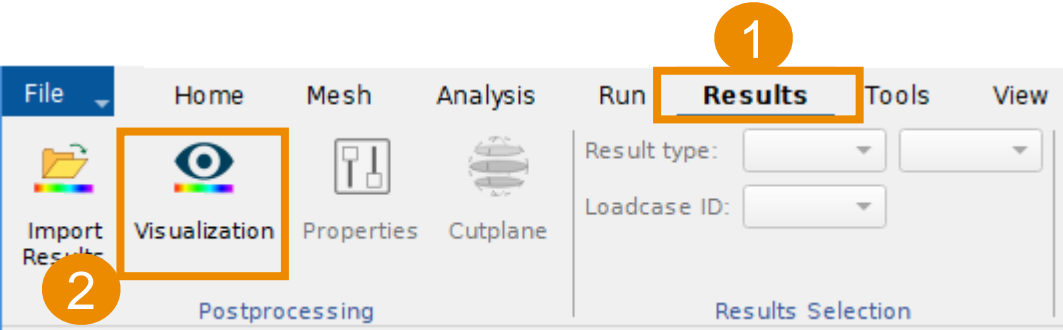 1
File Home Mesh Analysis Run Results Tools View
Result type:
Loadcase ID:
Import Results
Visualization
Properties
Cutplane
2
Postprocessing
Results Selection